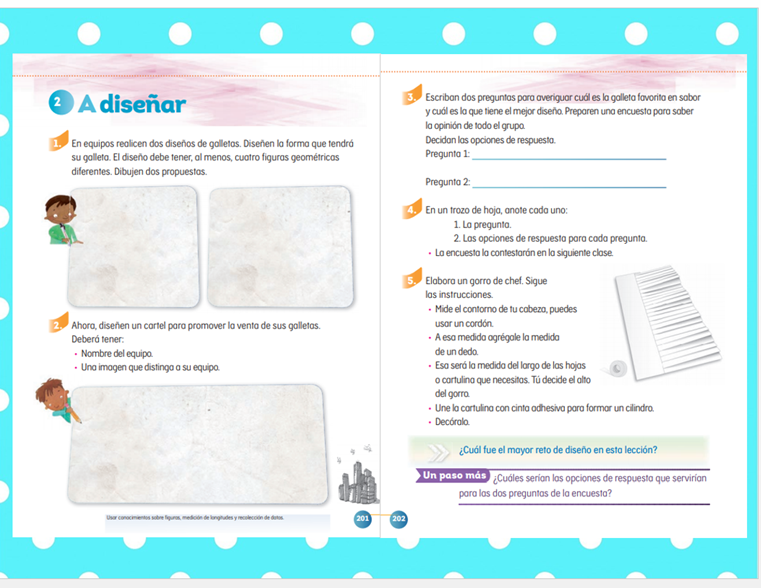 2 A diseñar
1. En equipos realicen dos diseños de galletas. Diseñen la forma que tendrá
su galleta. El diseño debe tener, al menos, cuatro figuras geométricas
diferentes. Dibujen dos propuestas.
2. Ahora, diseñen un cartel para promover la venta de sus galletas.
Deberá tener:
• Nombre del equipo.
• Una imagen que distinga a su equipo.
Usar conocimientos sobre figuras, medición de longitudes y recolección de datos.
201
3. Escriban dos preguntas para averiguar cuál es la galleta favorita en sabor
y cuál es la que tiene el mejor diseño. Preparen una encuesta para saber
la opinión de todo el grupo.
Decidan las opciones de respuesta.
Pregunta 1:
Pregunta 2:
4. En un trozo de hoja, anote cada uno:
1. La pregunta.
2. Las opciones de respuesta para cada pregunta.
• La encuesta la contestarán en la siguiente clase.
5. Elabora un gorro de chef. Sigue
las instrucciones.
• Mide el contorno de tu cabeza, puedes
usar un cordón.
• A esa medida agrégale la medida
de un dedo.
• Esa será la medida del largo de las hojas
o cartulina que necesitas. Tú decide el alto
del gorro.
• Une la cartulina con cinta adhesiva para formar un cilindro.
• Decóralo.
¿Cuál fue el mayor reto de diseño en esta lección?
Un paso más ¿Cuáles serían las opciones de respuesta que servirían
para las dos preguntas de la encuesta?
202